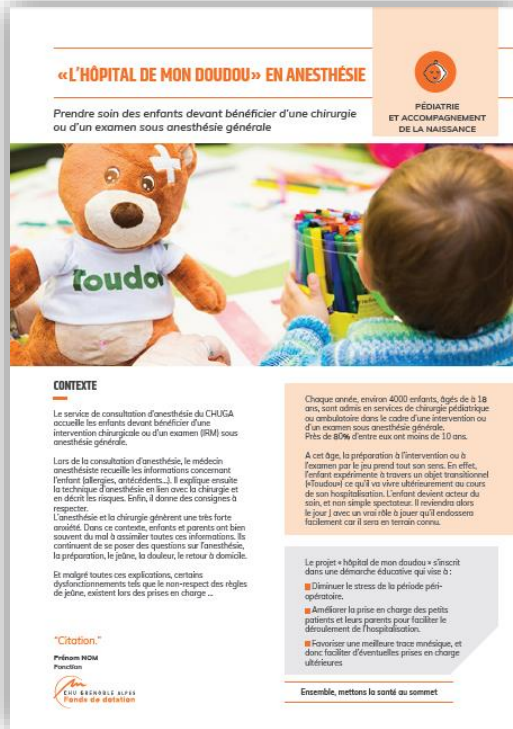 «L'HÔPITAL DE MON DOUDOU» EN ANESTHÉSIE
Prendre soin des enfants devant bénéficier d'une chirurgie
ou d'un examen sous anesthésie générale
PÉDIATRIE
ET ACCOMPAGNEMENT
DE LA NAISSANCE
Toudou
CONTEXTE
Le service de consultation d'anesthésie du CHUGA
accueille les enfants devant bénéficier d'une
intervention chirurgicale ou d'un examen (IRM) sous
anesthésie générale.
Lors de la consultation d'anesthésie, le médecin
anesthésiste recueille les informations concernant
l'enfant (allergies, antécédents...). Il explique ensuite
la technique d'anesthésie en lien avec la chirurgie et
en décrit les risques. Enfin, il donne des consignes à
respecter.
L'anesthésie et la chirurgie génèrent une très forte
anxiété. Dans ce contexte, enfants et parents ont bien
souvent du mal à assimiler toutes ces informations. Ils
continuent de se poser des questions sur l'anesthésie,
la préparation, le jeûne, la douleur, le retour à domicile.
Et malgré toutes ces explications, certains
dysfonctionnements tels que le non-respect des règles
de jeûne, existent lors des prises en charge ...
"Citation."
Prénom NOM
Fonction
CHU GRENOBLE ALPES
Fonds de dotation
Chaque année, environ 4000 enfants, âgés de à 18
ans, sont admis en services de chirurgie pédiatrique
ou ambulatoire dans le cadre d'une intervention ou
d'un examen sous anesthésie générale.
Près de 80% d'entre eux ont moins de 10 ans.
A cet âge, la préparation à l'intervention ou à
l'examen par le jeu prend tout son sens. En effet,
l'enfant expérimente à travers un objet transitionnel
(«Toudou») ce qu'il va vivre ultérieurement au cours
de son hospitalisation. L'enfant devient acteur du
soin, et non simple spectateur. Il reviendra alors
le jour J avec un vrai rôle à jouer qu'il endossera
facilement car il sera en terrain connu.
Le projet « hôpital de mon doudou » s'inscrit
dans une démarche éducative qui vise à :
Diminuer le stress de la période péri-
opératoire.
Améliorer la prise en charge des petits
patients et leurs parents pour faciliter le
déroulement de l'hospitalisation.
Favoriser une meilleure trace mnésique, et
donc faciliter d'éventuelles prises en charge
ultérieures
Ensemble, mettons la santé au sommet